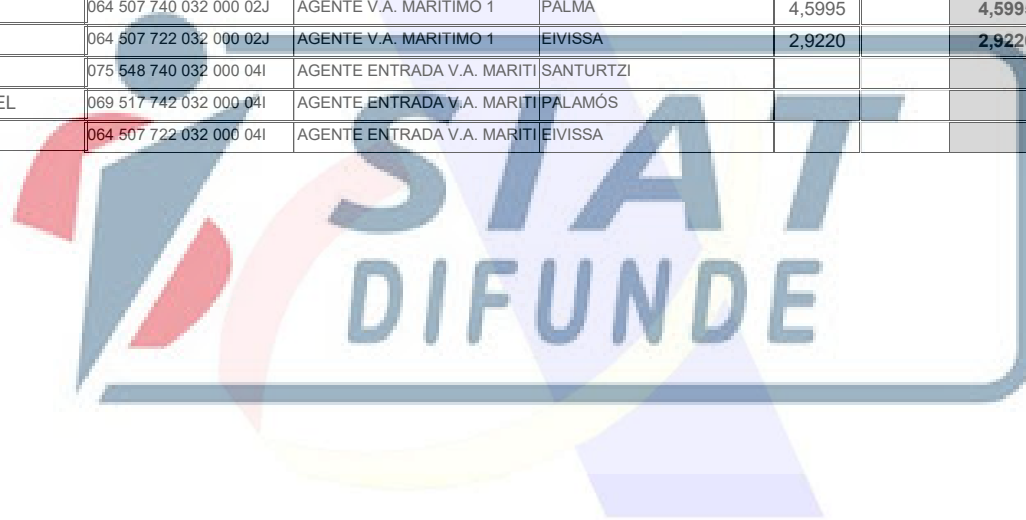 064 507 740 032 000 02J AGENTE V.A. MARITIMO 1 PALMA 4,5995 4,599
064 507 722 032 000 02J AGENTE V.A. MARITIMO 1 EIVISSA 2,9220 2,9220
075 548 740 032 000 04I AGENTE ENTRADA V.A. MARITI SANTURTZI
EL 069 517 742 032 000 04I AGENTE ENTRADA V.A. MARITI PALAMÓS
064 507 722 032 000 04I AGENTE ENTRADA V.A. MARITI EIVISSA
SIAT
DIFUNDE